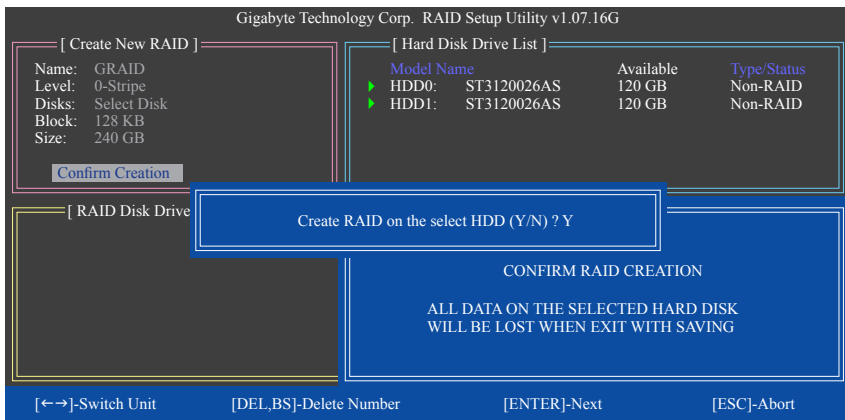 Gigabyte Technology Corp. RAID Setup Utility v1.07.16G
[ Create New RAID ]
Name: GRAID
Level: 0-Stripe
Disks: Select Disk
Block: 128 KB
Size: 240 GB
Confirm Creation
[ Hard Disk Drive List ]
Model Name Available Type/Status
HDD0: ST3120026AS 120 GB Non-RAID
HDD1: ST3120026AS 120 GB Non-RAID
[ RAID Disk Drive
Create RAID on the select HDD (Y/N) ? Y
CONFIRM RAID CREATION
ALL DATA ON THE SELECTED HARD DISK
WILL BE LOST WHEN EXIT WITH SAVING
[←→]-Switch Unit [DEL,BS]-Delete Number [ENTER]-Next [ESC]-Abort